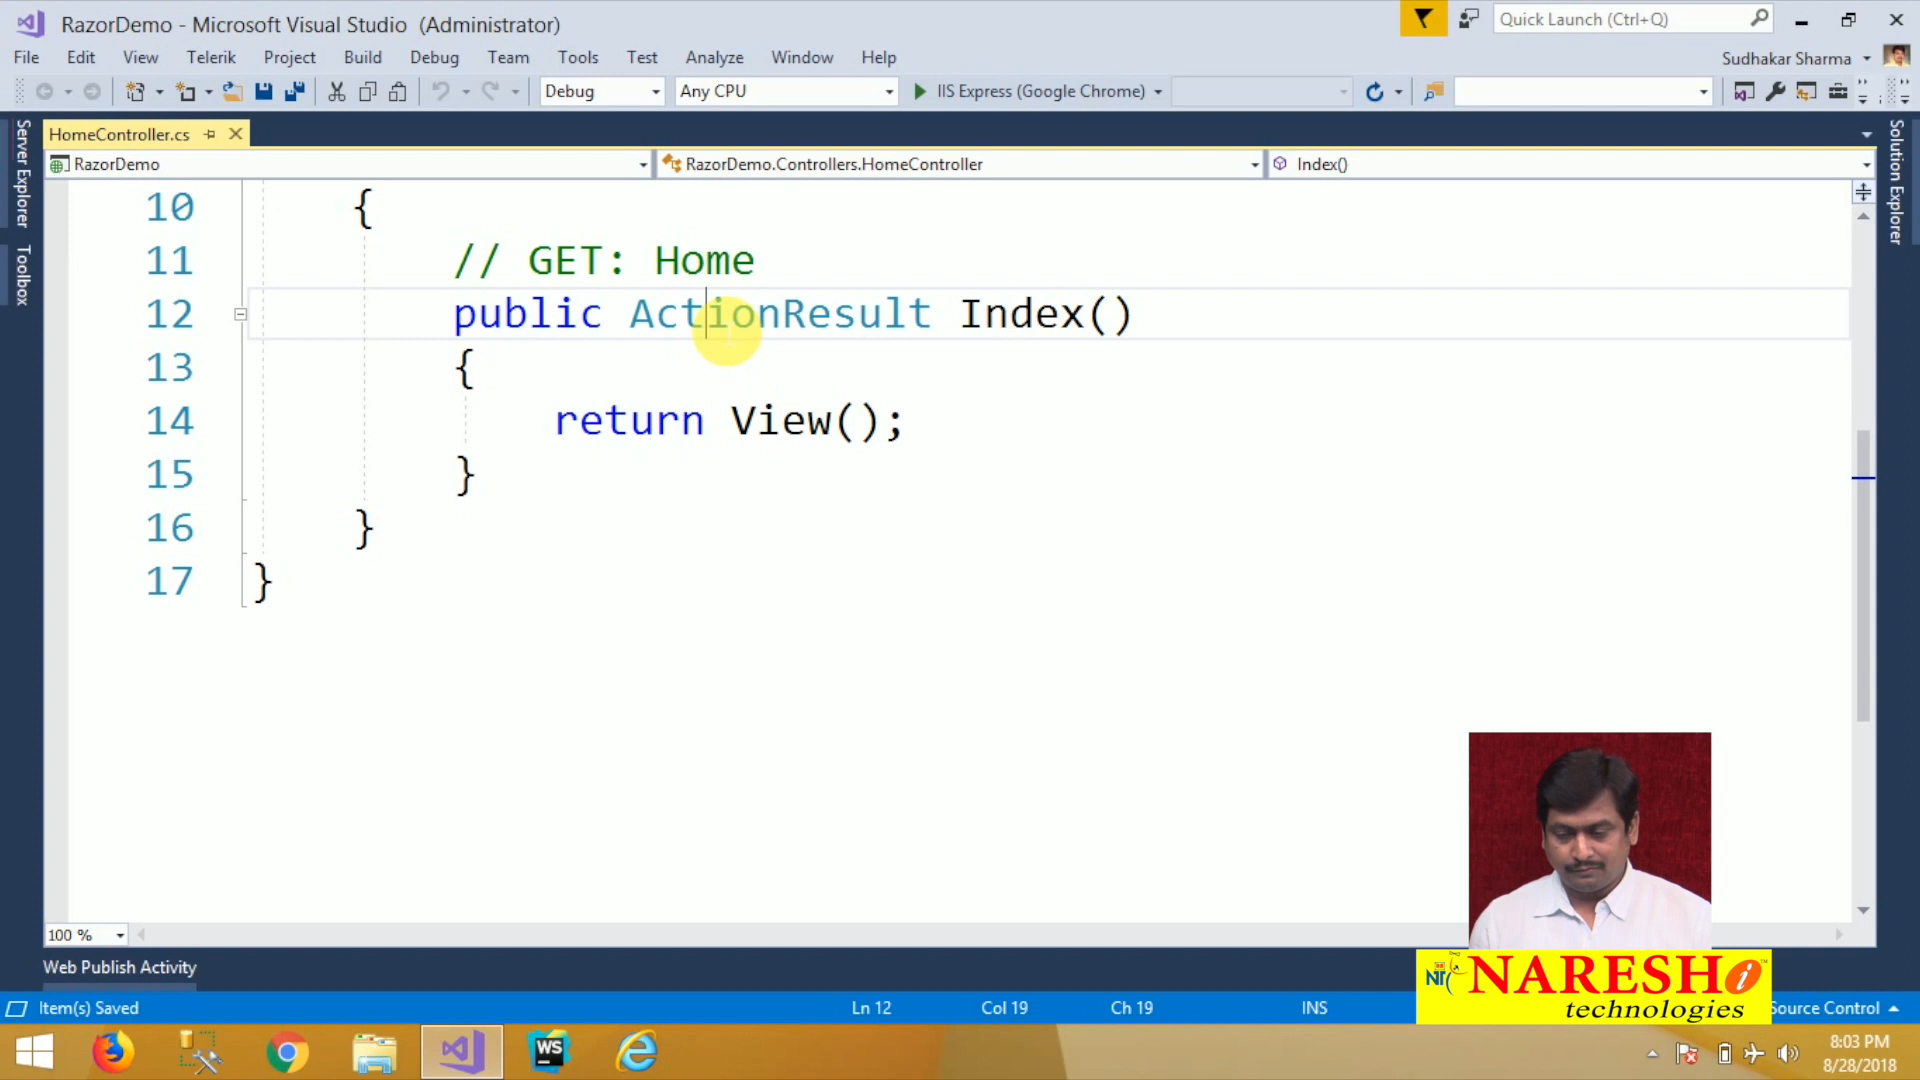 RazorDemo - Microsoft Visual Studio (Administrator)
Quick Launch (Ctrl+Q)
File Edit View Telerik Project Build Debug Team Tools Test Analyze Window Help
Sudhakar Sharma
Debug Any CPU IIS Express (Google Chrome)
HomeController.cs
RazorDemo RazorDemo.Controllers.HomeController Index()
Server Explorer
Toolbox
Solution Explorer
10 {
11 // GET: Home
12 public ActionResult Index()
13 {
14 return View();
15 }
16 }
17 }
100 %
Web Publish Activity
NARESH i
technologies
Item(s) Saved Ln 12 Col 19 Ch 19 INS Source Control
WS
8:03 PM
8/28/2018